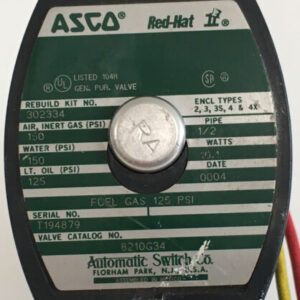 ASCO® Red-Hat II®
UL LISTED 104H
GEN. PUR. VALVE
REBUILD KIT NO.
302334
ENCL TYPES
2, 3, 3S, 4 & 4X
AIR, INERT GAS (PSI)
150
PIPE
1/2
WATER (PSI)
150
WATTS
LT. OIL (PSI)
125
DATE
0004
FUEL GAS 125 PSI
SERIAL NO.
T194879
VALVE CATALOG NO.
8210G34
Automatic Switch Co.
FLORHAM PARK, N.J. U.S.A.